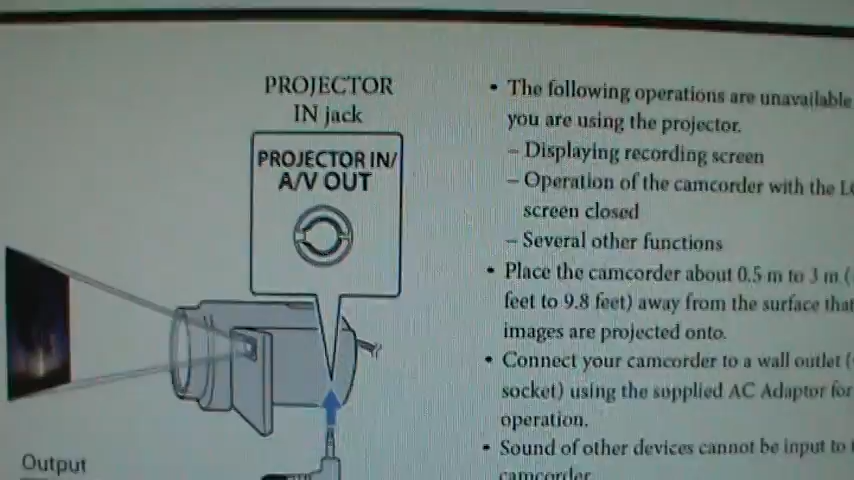 PROJECTOR
IN jack
PROJECTOR IN/
A/V OUT
Output
• The following operations are unavailable
you are using the projector.
– Displaying recording screen
– Operation of the camcorder with the
screen closed
– Several other functions
• Place the camcorder about 0.5 m to 3 m (
feet to 9.8 feet) away from the surface that
images are projected onto.
• Connect your camcorder to a wall outlet (
socket) using the supplied AC Adaptor for
operation.
• Sound of other devices cannot be input to
camcorder.